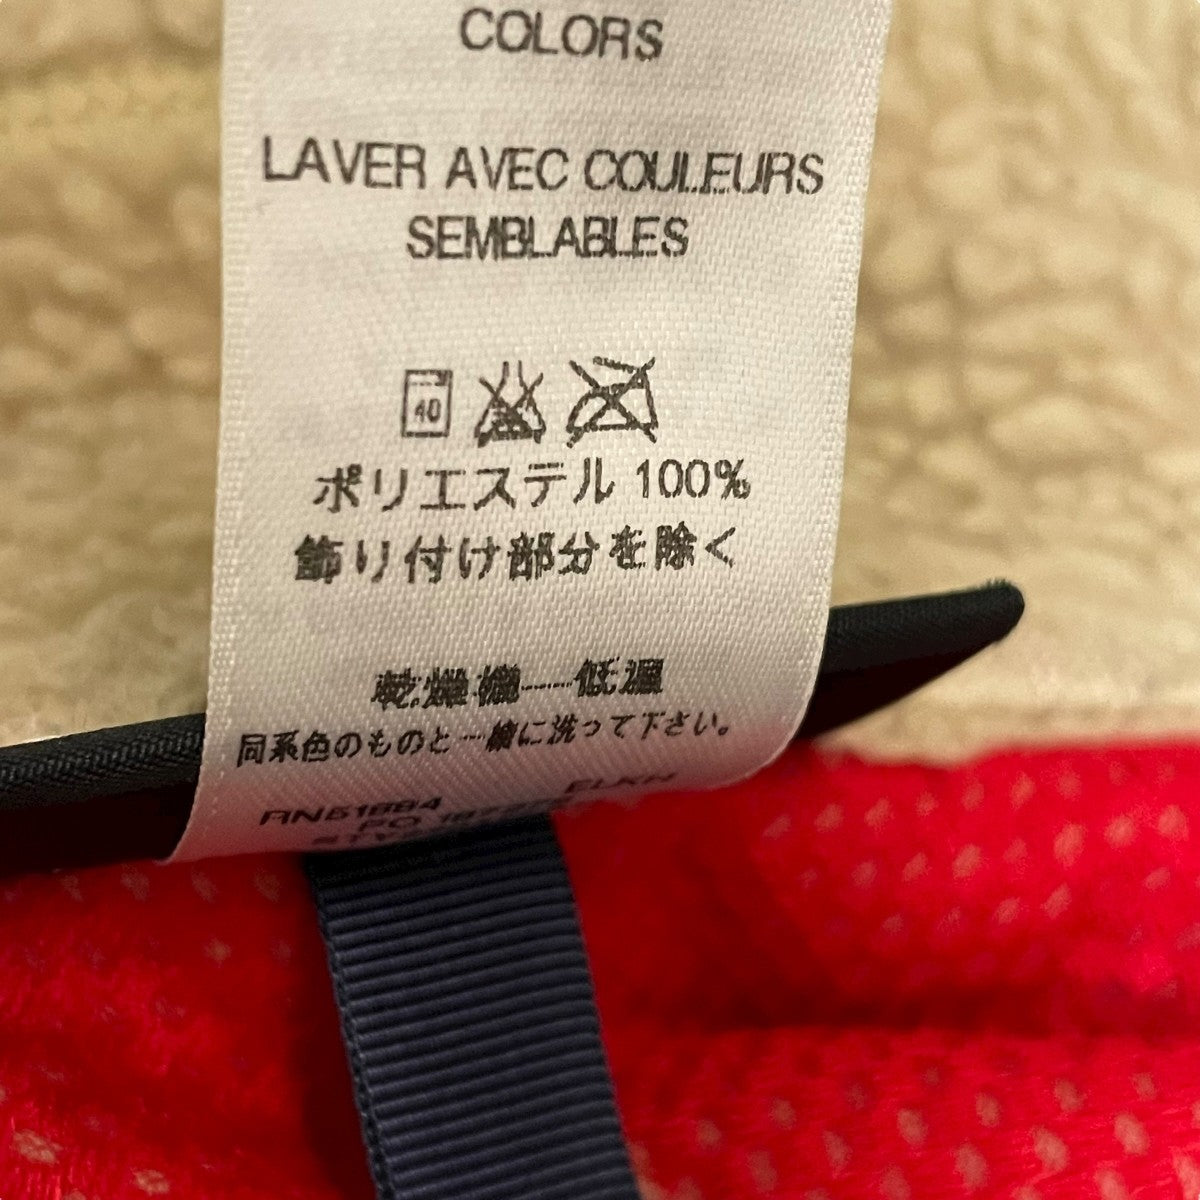 COLORS
LAVER AVEC COULEURS
SEMBLABLES
40
ポリエステル 100%
飾り付け部分を除く
乾燥機―低温
同系色のものと一緒に洗って下さい。
RN51884
PO